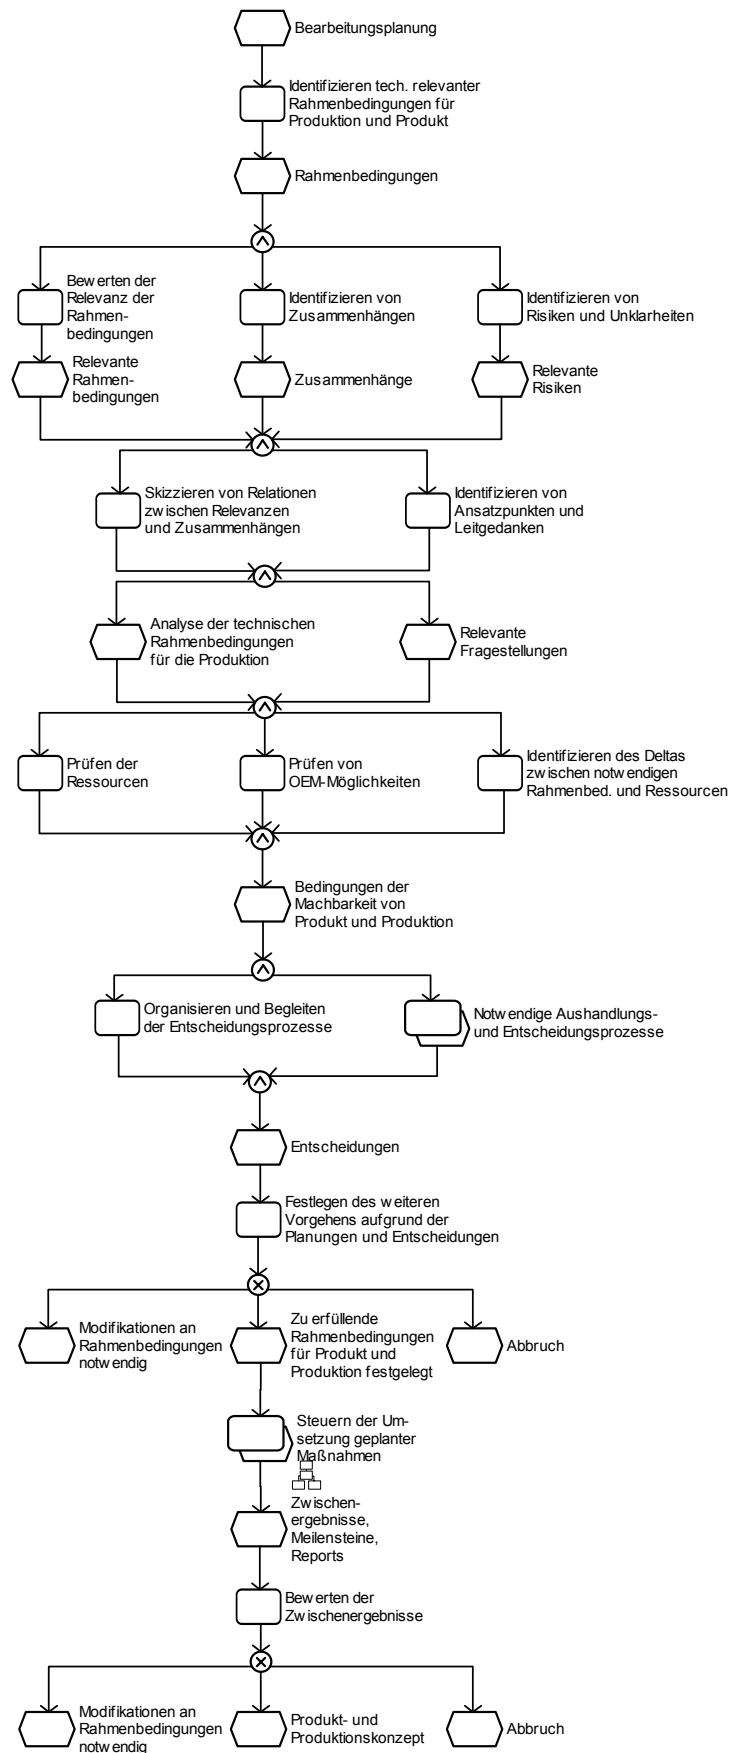 Bearbeitungsplanung
Identifizieren tech. relevanter
Rahmenbedingungen für
Produktion und Produkt
Rahmenbedingungen
Bewerten der
Relevanz der
Rahmen-
bedingungen
Identifizieren von
Zusammenhängen
Identifizieren von
Risiken und Unklarheiten
Relevante
Rahmen-
bedingungen
Zusammenhänge
Relevante
Risiken
Skizzieren von Relationen
zwischen Relevanzen
und Zusammenhängen
Identifizieren von
Ansatzpunkten und
Leitgedanken
Analyse der technischen
Rahmenbedingungen
für die Produktion
Relevante
Fragestellungen
Prüfen der
Ressourcen
Prüfen von
OEM-Möglichkeiten
Identifizieren des Deltas
zwischen notwendigen
Rahmenbed. und Ressourcen
Bedingungen der
Machbarkeit von
Produkt und Produktion
Organisieren und Begleiten
der Entscheidungsprozesse
Notwendige Aushandlungs-
und Entscheidungsprozesse
Entscheidungen
Festlegen des weiteren
Vorgehens aufgrund der
Planungen und Entscheidungen
Modifikationen an
Rahmenbedingungen
notwendig
Zu erfüllende
Rahmenbedingungen
für Produkt und
Produktion festgelegt
Abbruch
Steuern der Um-
setzung geplanter
Maßnahmen
Zwischen-
ergebnisse,
Meilensteine,
Reports
Bewerten der
Zwischenergebnisse
Modifikationen an
Rahmenbedingungen
notwendig
Produkt- und
Produktionskonzept
Abbruch